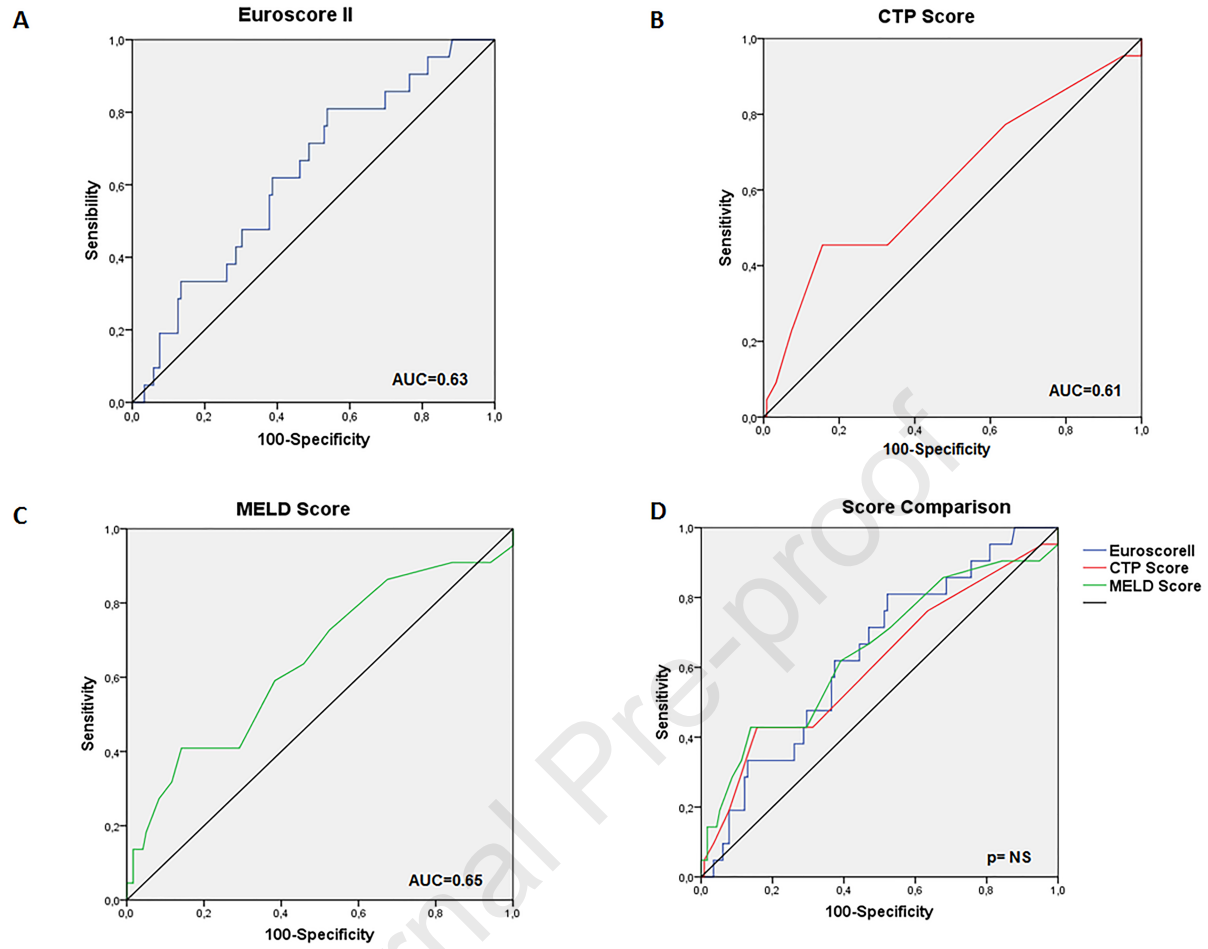 A
Euroscore II
1,0
0,8
0,6
0,4
0,2
0,0
Sensibility
0,0 0,2 0,4 0,6 0,8 1,0
100-Specificity
AUC=0.63
B
CTP Score
1,0
0,8
0,6
0,4
0,2
0,0
Sensitivity
0,0 0,2 0,4 0,6 0,8 1,0
100-Specificity
AUC=0.61
C
MELD Score
1,0
0,8
0,6
0,4
0,2
0,0
Sensitivity
0,0 0,2 0,4 0,6 0,8 1,0
100-Specificity
AUC=0.65
D
Score Comparison
1,0
0,8
0,6
0,4
0,2
0,0
Sensitivity
0,0 0,2 0,4 0,6 0,8 1,0
100-Specificity
p= NS
EuroscoreII
CTP Score
MELD Score
rnal Pre-proof